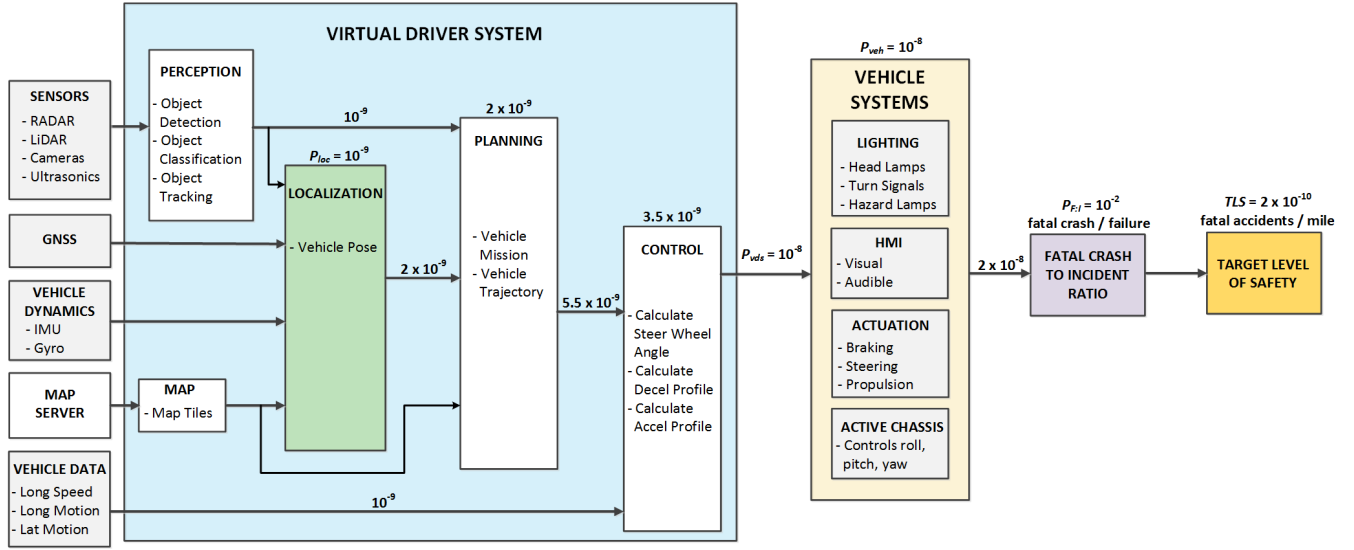 VIRTUAL DRIVER SYSTEM
SENSORS
- RADAR
- LiDAR
- Cameras
- Ultrasonics
GNSS
VEHICLE
DYNAMICS
- IMU
- Gyro
MAP
SERVER
VEHICLE DATA
- Long Speed
- Long Motion
- Lat Motion
PERCEPTION
- Object
Detection
- Object
Classification
- Object
Tracking
MAP
- Map Tiles
10⁻⁹
P_loc = 10⁻⁹
LOCALIZATION
- Vehicle Pose
2 x 10⁻⁹
10⁻⁹
2 x 10⁻⁹
PLANNING
- Vehicle
Mission
- Vehicle
Trajectory
5.5 x 10⁻⁹
3.5 x 10⁻⁹
CONTROL
- Calculate
Steer Wheel
Angle
- Calculate
Decel Profile
- Calculate
Accel Profile
P_vds = 10⁻⁸
P_veh = 10⁻⁸
VEHICLE
SYSTEMS
LIGHTING
- Head Lamps
- Turn Signals
- Hazard Lamps
HMI
- Visual
- Audible
ACTUATION
- Braking
- Steering
- Propulsion
ACTIVE CHASSIS
- Controls roll,
pitch, yaw
2 x 10⁻⁸
P_F:I = 10⁻²
fatal crash / failure
FATAL CRASH
TO INCIDENT
RATIO
TLS = 2 x 10⁻¹⁰
fatal accidents / mile
TARGET LEVEL
OF SAFETY